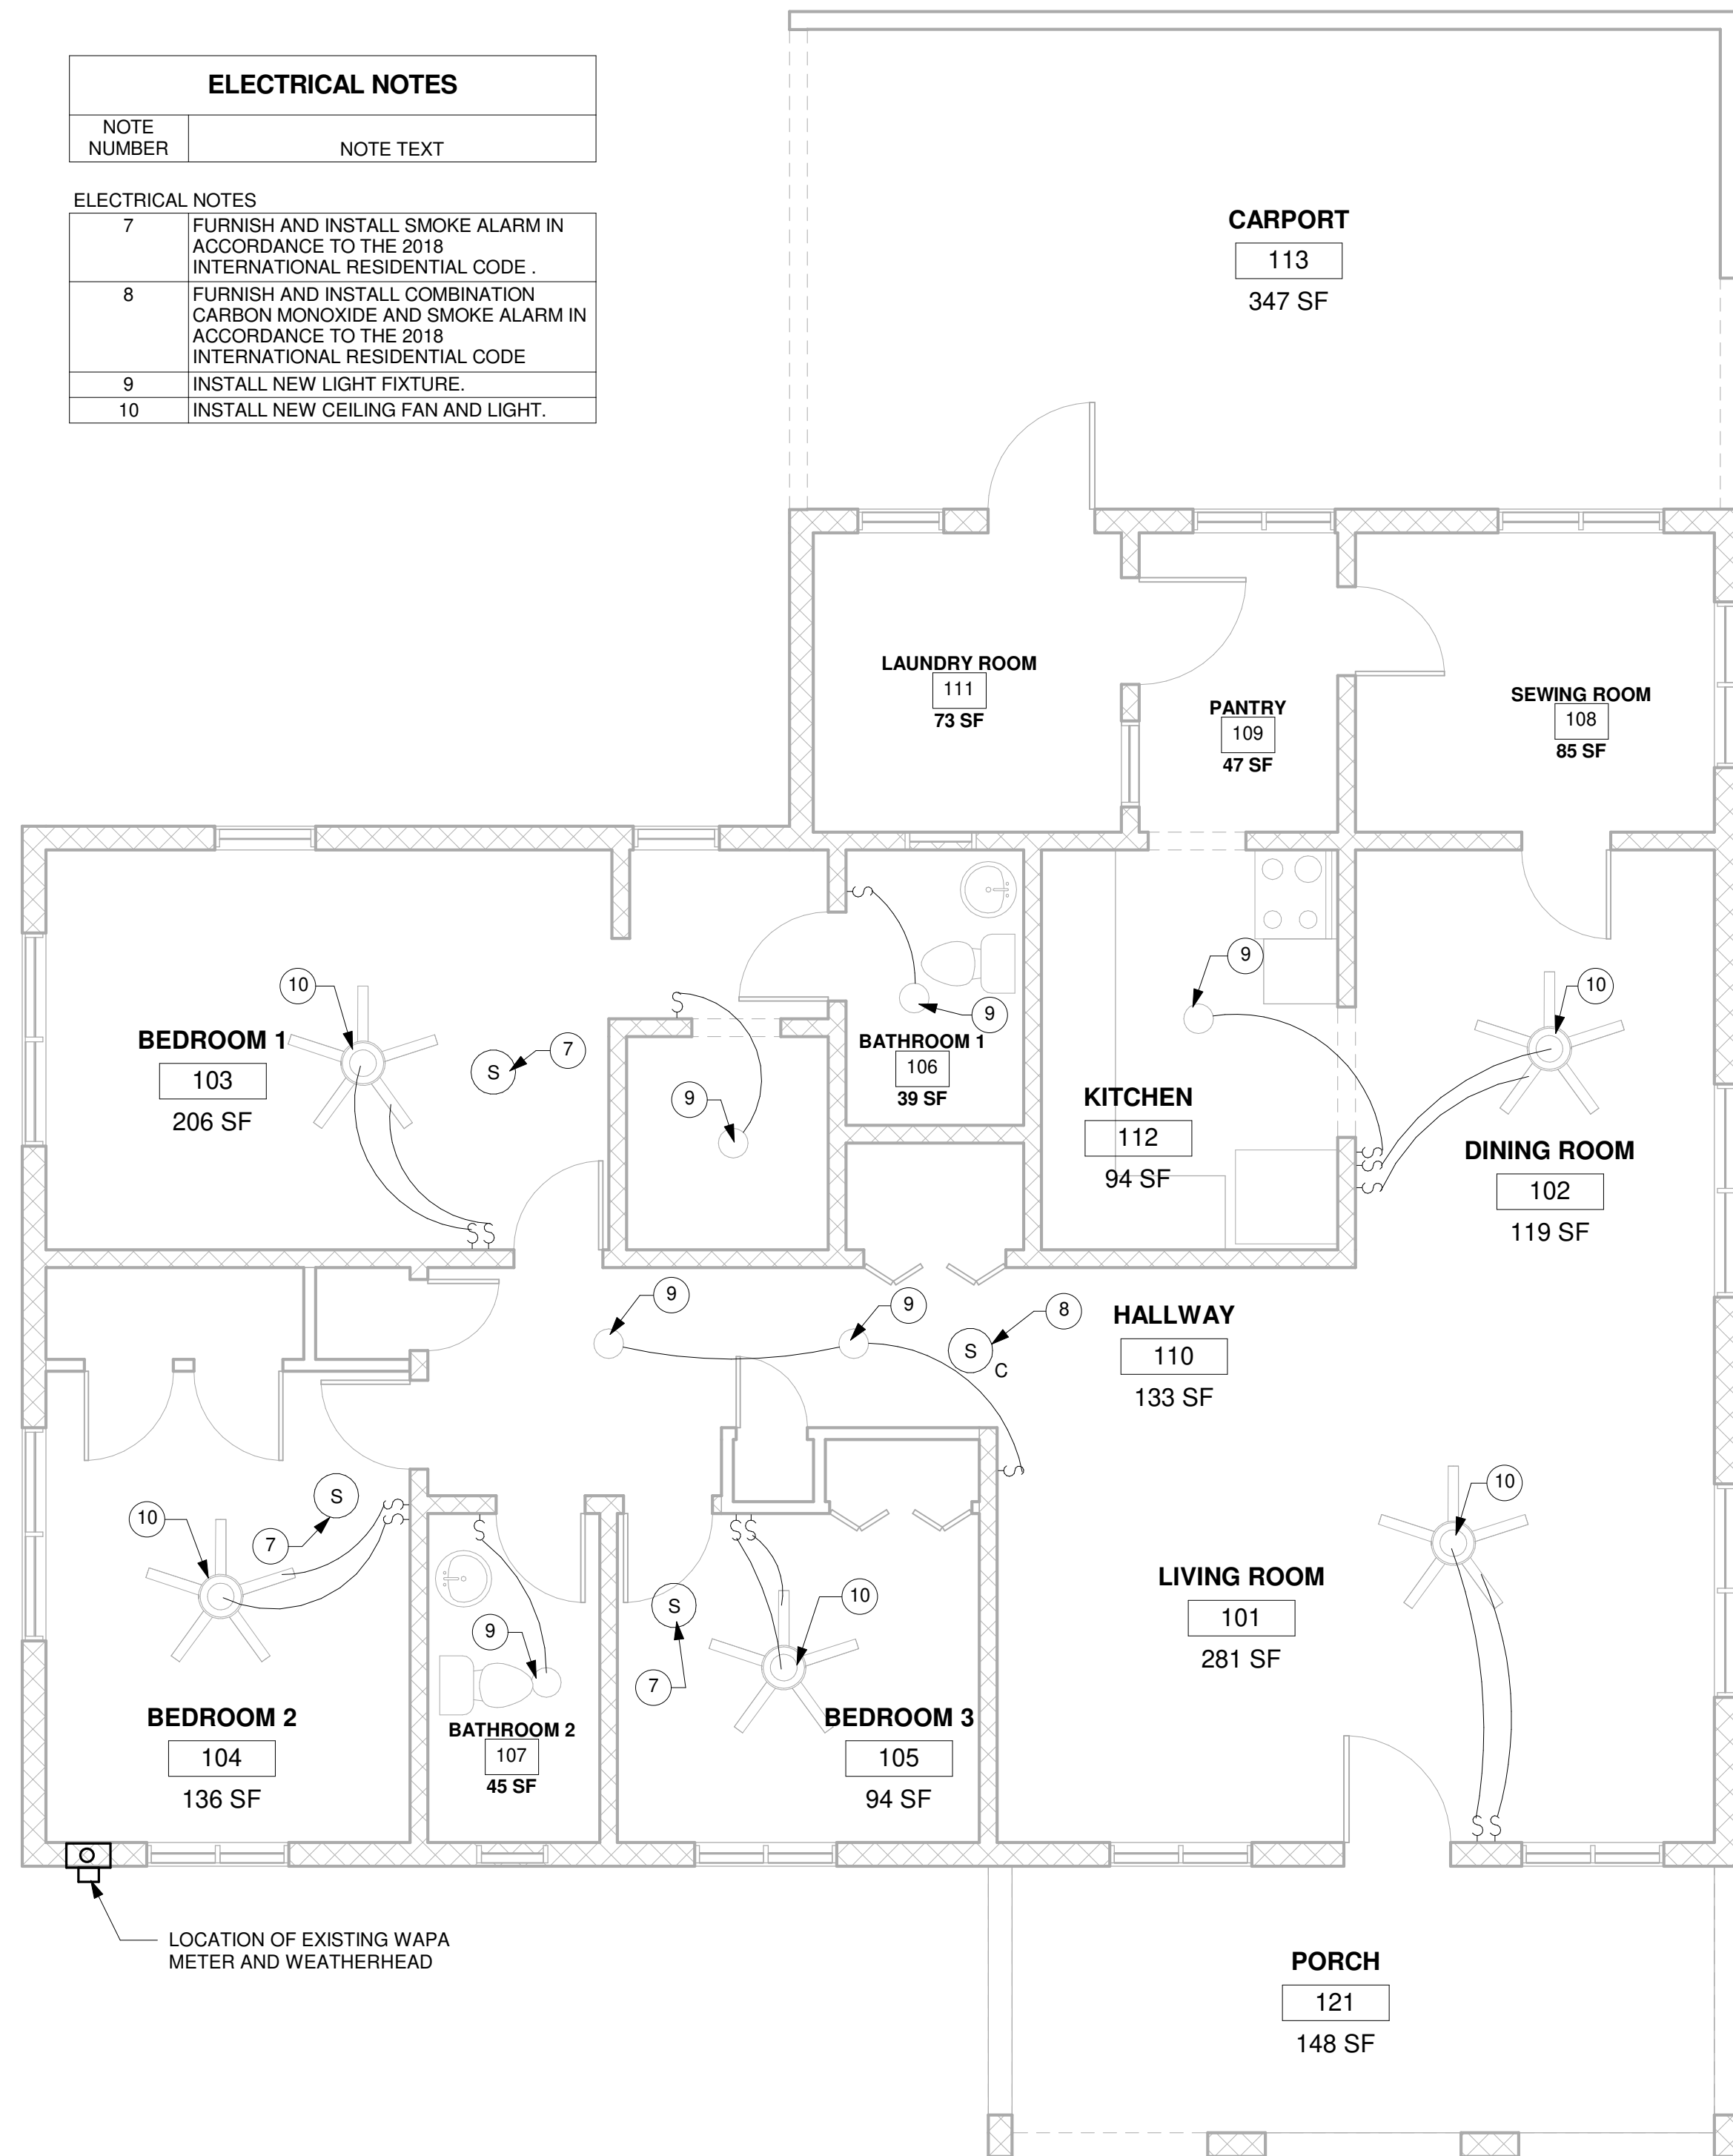 ELECTRICAL NOTES
NOTE
NUMBER
NOTE TEXT
ELECTRICAL NOTES
7
FURNISH AND INSTALL SMOKE ALARM IN
ACCORDANCE TO THE 2018
INTERNATIONAL RESIDENTIAL CODE .
8
FURNISH AND INSTALL COMBINATION
CARBON MONOXIDE AND SMOKE ALARM IN
ACCORDANCE TO THE 2018
INTERNATIONAL RESIDENTIAL CODE
9
INSTALL NEW LIGHT FIXTURE.
10
INSTALL NEW CEILING FAN AND LIGHT.
CARPORT
113
347 SF
LAUNDRY ROOM
111
73 SF
PANTRY
109
47 SF
SEWING ROOM
108
85 SF
10
BEDROOM 1
103
206 SF
S
7
9
9
BATHROOM 1
106
39 SF
9
KITCHEN
112
94 SF
10
DINING ROOM
102
119 SF
9
9
8
S
C
HALLWAY
110
133 SF
S
10
7
BEDROOM 2
104
136 SF
9
BATHROOM 2
107
45 SF
S
10
7
BEDROOM 3
105
94 SF
10
LIVING ROOM
101
281 SF
LOCATION OF EXISTING WAPA
METER AND WEATHERHEAD
PORCH
121
148 SF